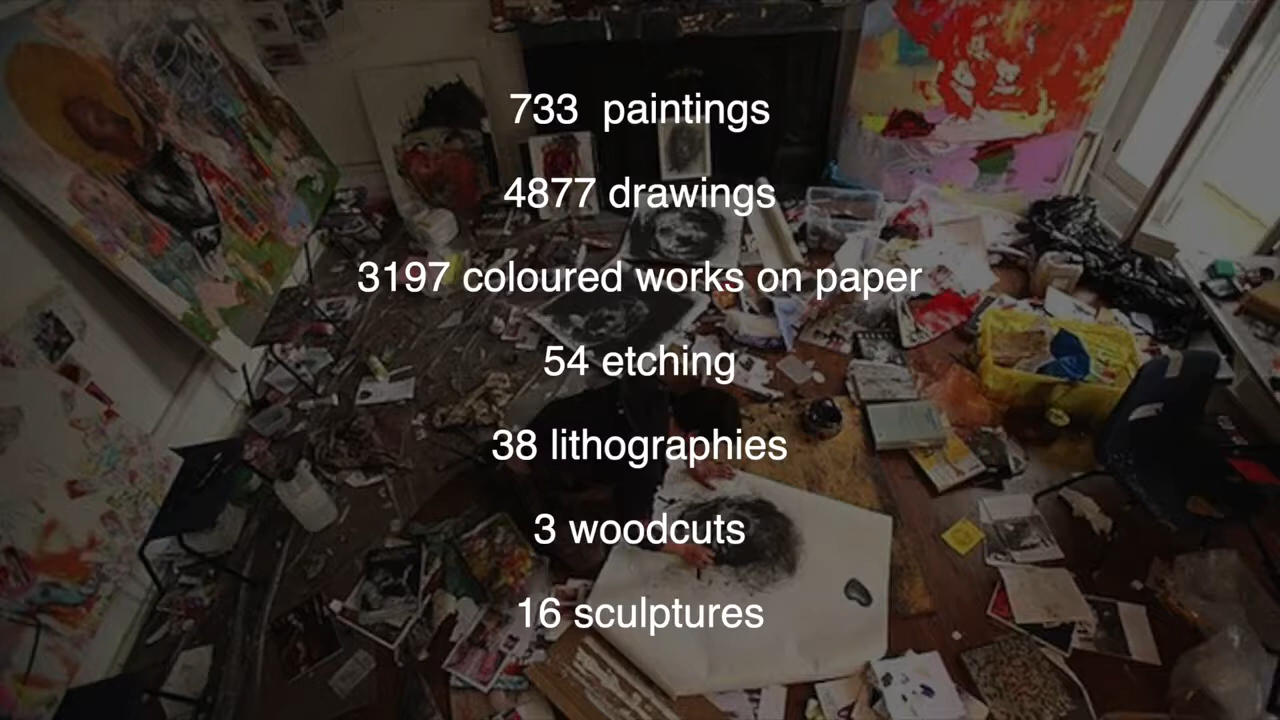 733  paintings
4877 drawings
3197 coloured works on paper
54 etching
38 lithographies
3 woodcuts
16 sculptures